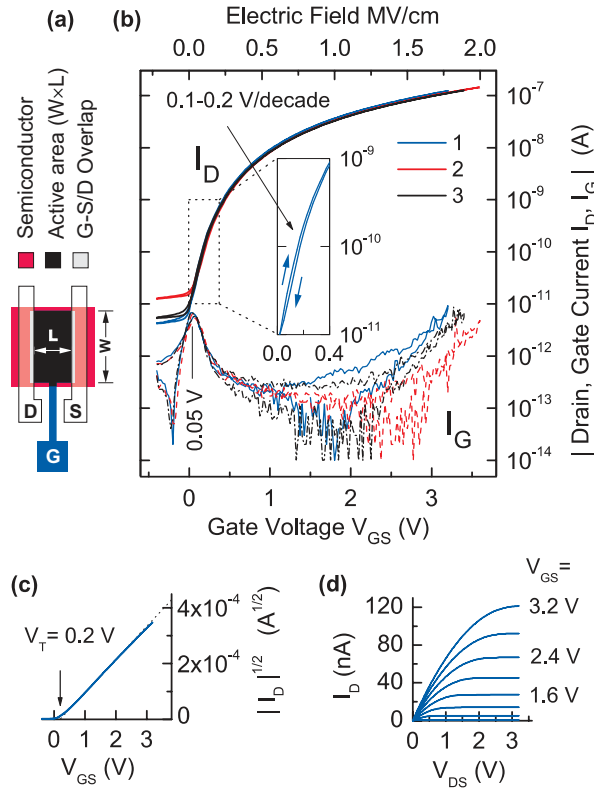 (a)
Semiconductor
Active area (W×L)
G-S/D Overlap
L
W
D
S
G
(b)
Electric Field MV/cm
0.0 0.5 1.0 1.5 2.0
0.1-0.2 V/decade
I_D
1
2
3
10^-9
10^-10
10^-11
0.0 0.4
0.05 V
I_G
10^-7
10^-8
10^-9
10^-10
10^-11
10^-12
10^-13
10^-14
| Drain, Gate Current I_D, I_G | (A)
0 1 2 3
Gate Voltage V_GS (V)
(c)
V_T= 0.2 V
4x10^-4
2x10^-4
0
| I_D |^1/2 (A^1/2)
0 1 2 3
V_GS (V)
(d)
V_GS =
3.2 V
2.4 V
1.6 V
120
80
40
0
I_D (nA)
0 1 2 3
V_DS (V)